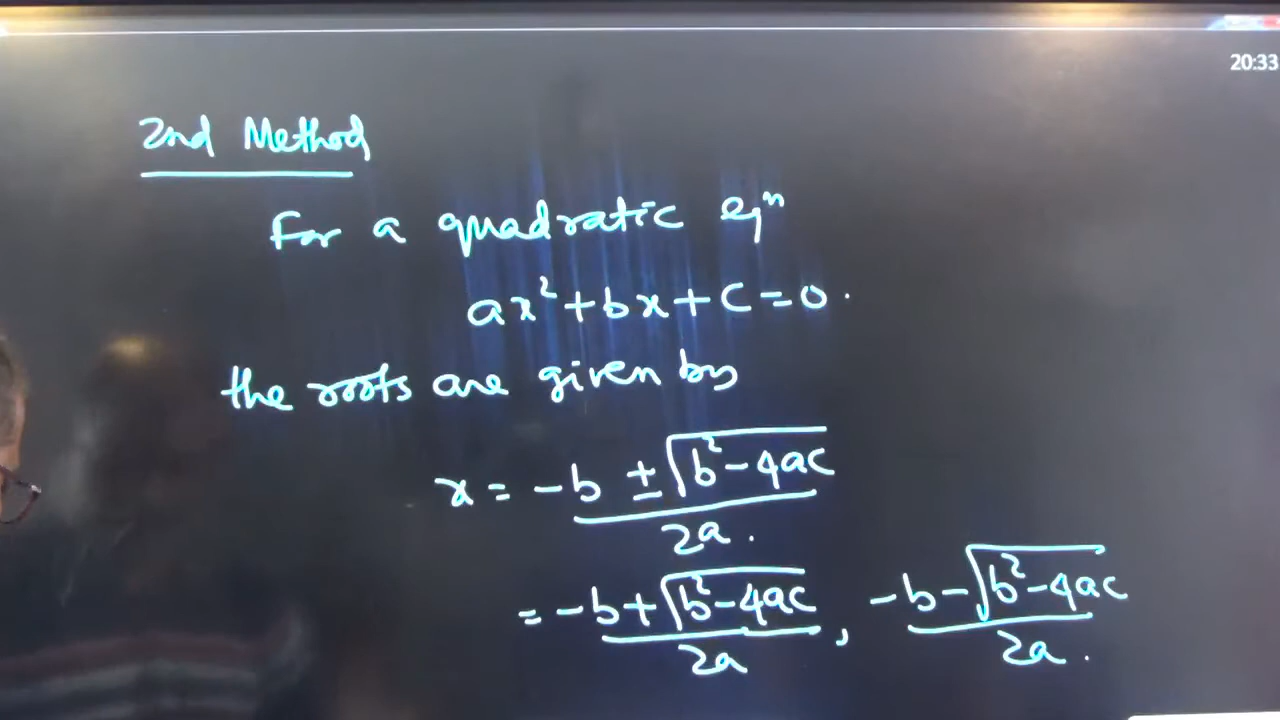 20:33
2nd Method
For a quadratic eqⁿ
ax²+bx+c=0.
the roots are given by
x = -b ± √b²-4ac / 2a.
= -b+√b²-4ac / 2a , -b-√b²-4ac / 2a.